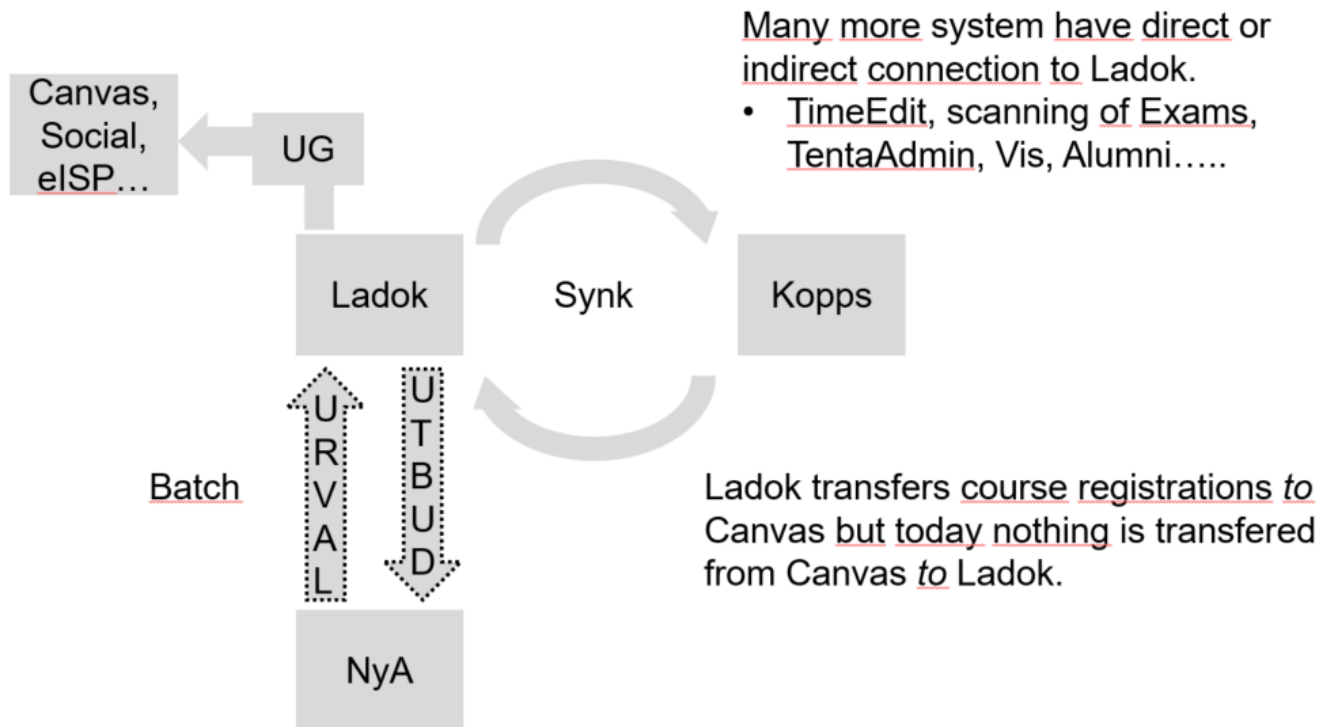 Many more system have direct or
indirect connection to Ladok.
• TimeEdit, scanning of Exams,
TentaAdmin, Vis, Alumni…..
Canvas,
Social,
eISP…
UG
Ladok
Synk
Kopps
URVAL
UTBUD
Batch
Ladok transfers course registrations to
Canvas but today nothing is transfered
from Canvas to Ladok.
NyA